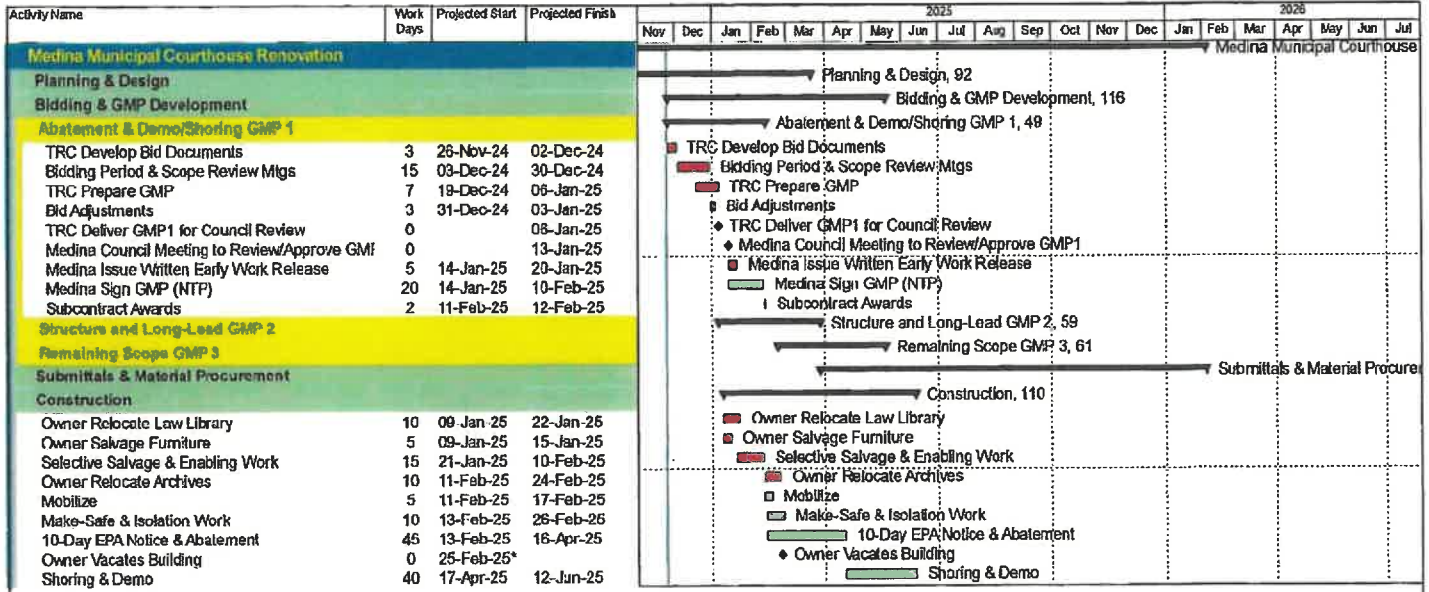 Activity Name Work Days Projected Start Projected Finish
2025 2026
Nov Dec Jan Feb Mar Apr May Jun Jul Aug Sep Oct Nov Dec Jan Feb Mar Apr May Jun Jul
Medina Municipal Courthouse Renovation Medina Municipal Courthouse
Planning & Design Planning & Design, 92
Bidding & GMP Development Bidding & GMP Development, 116
Abatement & Demo/Shoring GMP 1 Abatement & Demo/Shoring GMP 1, 49
TRC Develop Bid Documents 3 26-Nov-24 02-Dec-24 TRC Develop Bid Documents
Bidding Period & Scope Review Mtgs 15 03-Dec-24 30-Dec-24 Bidding Period & Scope Review Mtgs
TRC Prepare GMP 7 19-Dec-24 06-Jan-25 TRC Prepare GMP
Bid Adjustments 3 31-Dec-24 03-Jan-25 Bid Adjustments
TRC Deliver GMP1 for Council Review 0 06-Jan-25 TRC Deliver GMP1 for Council Review
Medina Council Meeting to Review/Approve GMI 0 13-Jan-25 Medina Council Meeting to Review/Approve GMP1
Medina Issue Written Early Work Release 5 14-Jan-25 20-Jan-25 Medina Issue Written Early Work Release
Medina Sign GMP (NTP) 20 14-Jan-25 10-Feb-25 Medina Sign GMP (NTP)
Subcontract Awards 2 11-Feb-25 12-Feb-25 Subcontract Awards
Structure and Long-Lead GMP 2 Structure and Long-Lead GMP 2, 59
Remaining Scope GMP 3 Remaining Scope GMP 3, 61
Submittals & Material Procurement Submittals & Material Procure
Construction Construction, 110
Owner Relocate Law Library 10 09-Jan-25 22-Jan-25 Owner Relocate Law Library
Owner Salvage Furniture 5 09-Jan-25 15-Jan-25 Owner Salvage Furniture
Selective Salvage & Enabling Work 15 21-Jan-25 10-Feb-25 Selective Salvage & Enabling Work
Owner Relocate Archives 10 11-Feb-25 24-Feb-25 Owner Relocate Archives
Mobilize 5 11-Feb-25 17-Feb-25 Mobilize
Make-Safe & Isolation Work 10 13-Feb-25 26-Feb-25 Make-Safe & Isolation Work
10-Day EPA Notice & Abatement 45 13-Feb-25 16-Apr-25 10-Day EPA Notice & Abatement
Owner Vacates Building 0 25-Feb-25* Owner Vacates Building
Shoring & Demo 40 17-Apr-25 12-Jun-25 Shoring & Demo